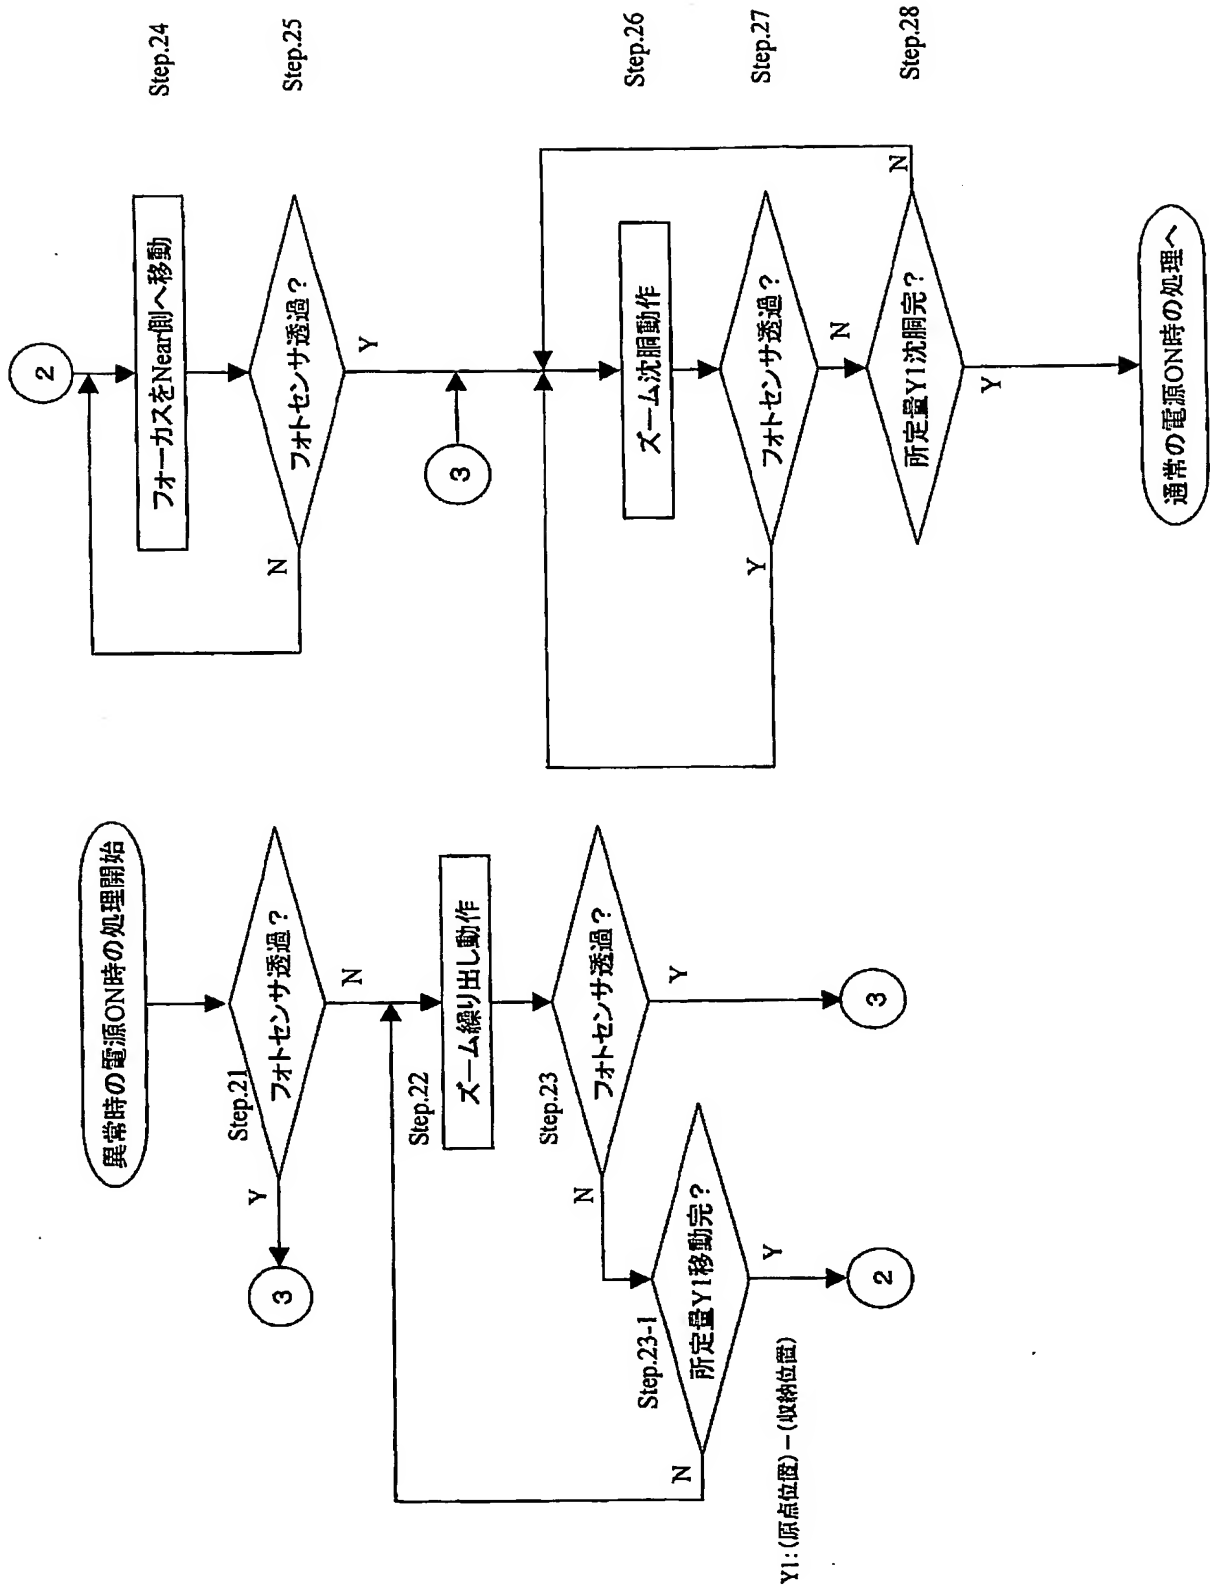 異常時の電源ON時の処理開始
Step.21
フォトセンサ透過?
Y
N
3
Step.22
ズーム繰り出し動作
Step.23
フォトセンサ透過?
N
Y
3
Step.23-1
所定量Y1移動完?
N
Y
2
Y1:(原点位置)-(収納位置)
2
フォーカスをNear側へ移動
Step.24
フォトセンサ透過?
Step.25
N
Y
3
ズーム沈胴動作
Step.26
フォトセンサ透過?
Step.27
Y
N
所定量Y1沈胴完?
Step.28
N
Y
通常の電源ON時の処理へ